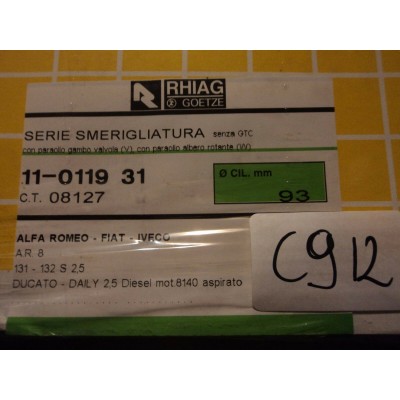 RHIAG
GOETZE
SERIE SMERIGLIATURA senza GTC
con paraolio gambo valvola (V), con paraolio albero rotante (W)
11-0119 31
C.T. 08127
Ø CIL. mm
93
ALFA ROMEO - FIAT - IVECO
A.R. 8
131 - 132 S 2,5
DUCATO - DAILY 2.5 Diesel mot.8140 aspirato
C912